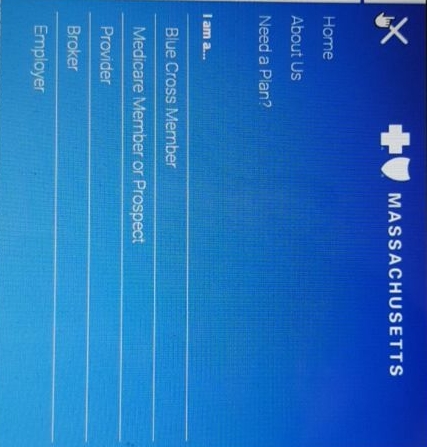 MASSACHUSETTS
Home
About Us
Need a Plan?
I am a...
Blue Cross Member
Medicare Member or Prospect
Provider
Broker
Employer